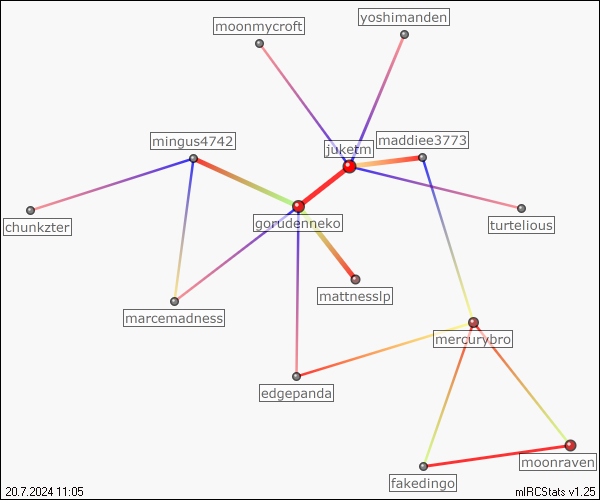 yoshimanden
moonmycroft
mingus4742
maddiee3773
juketm
chunkzter
gorudenneko
turtelious
mattnesslp
marcemadness
mercurybro
edgepanda
moonraven
fakedingo
20.7.2024 11:05
mIRCStats v1.25